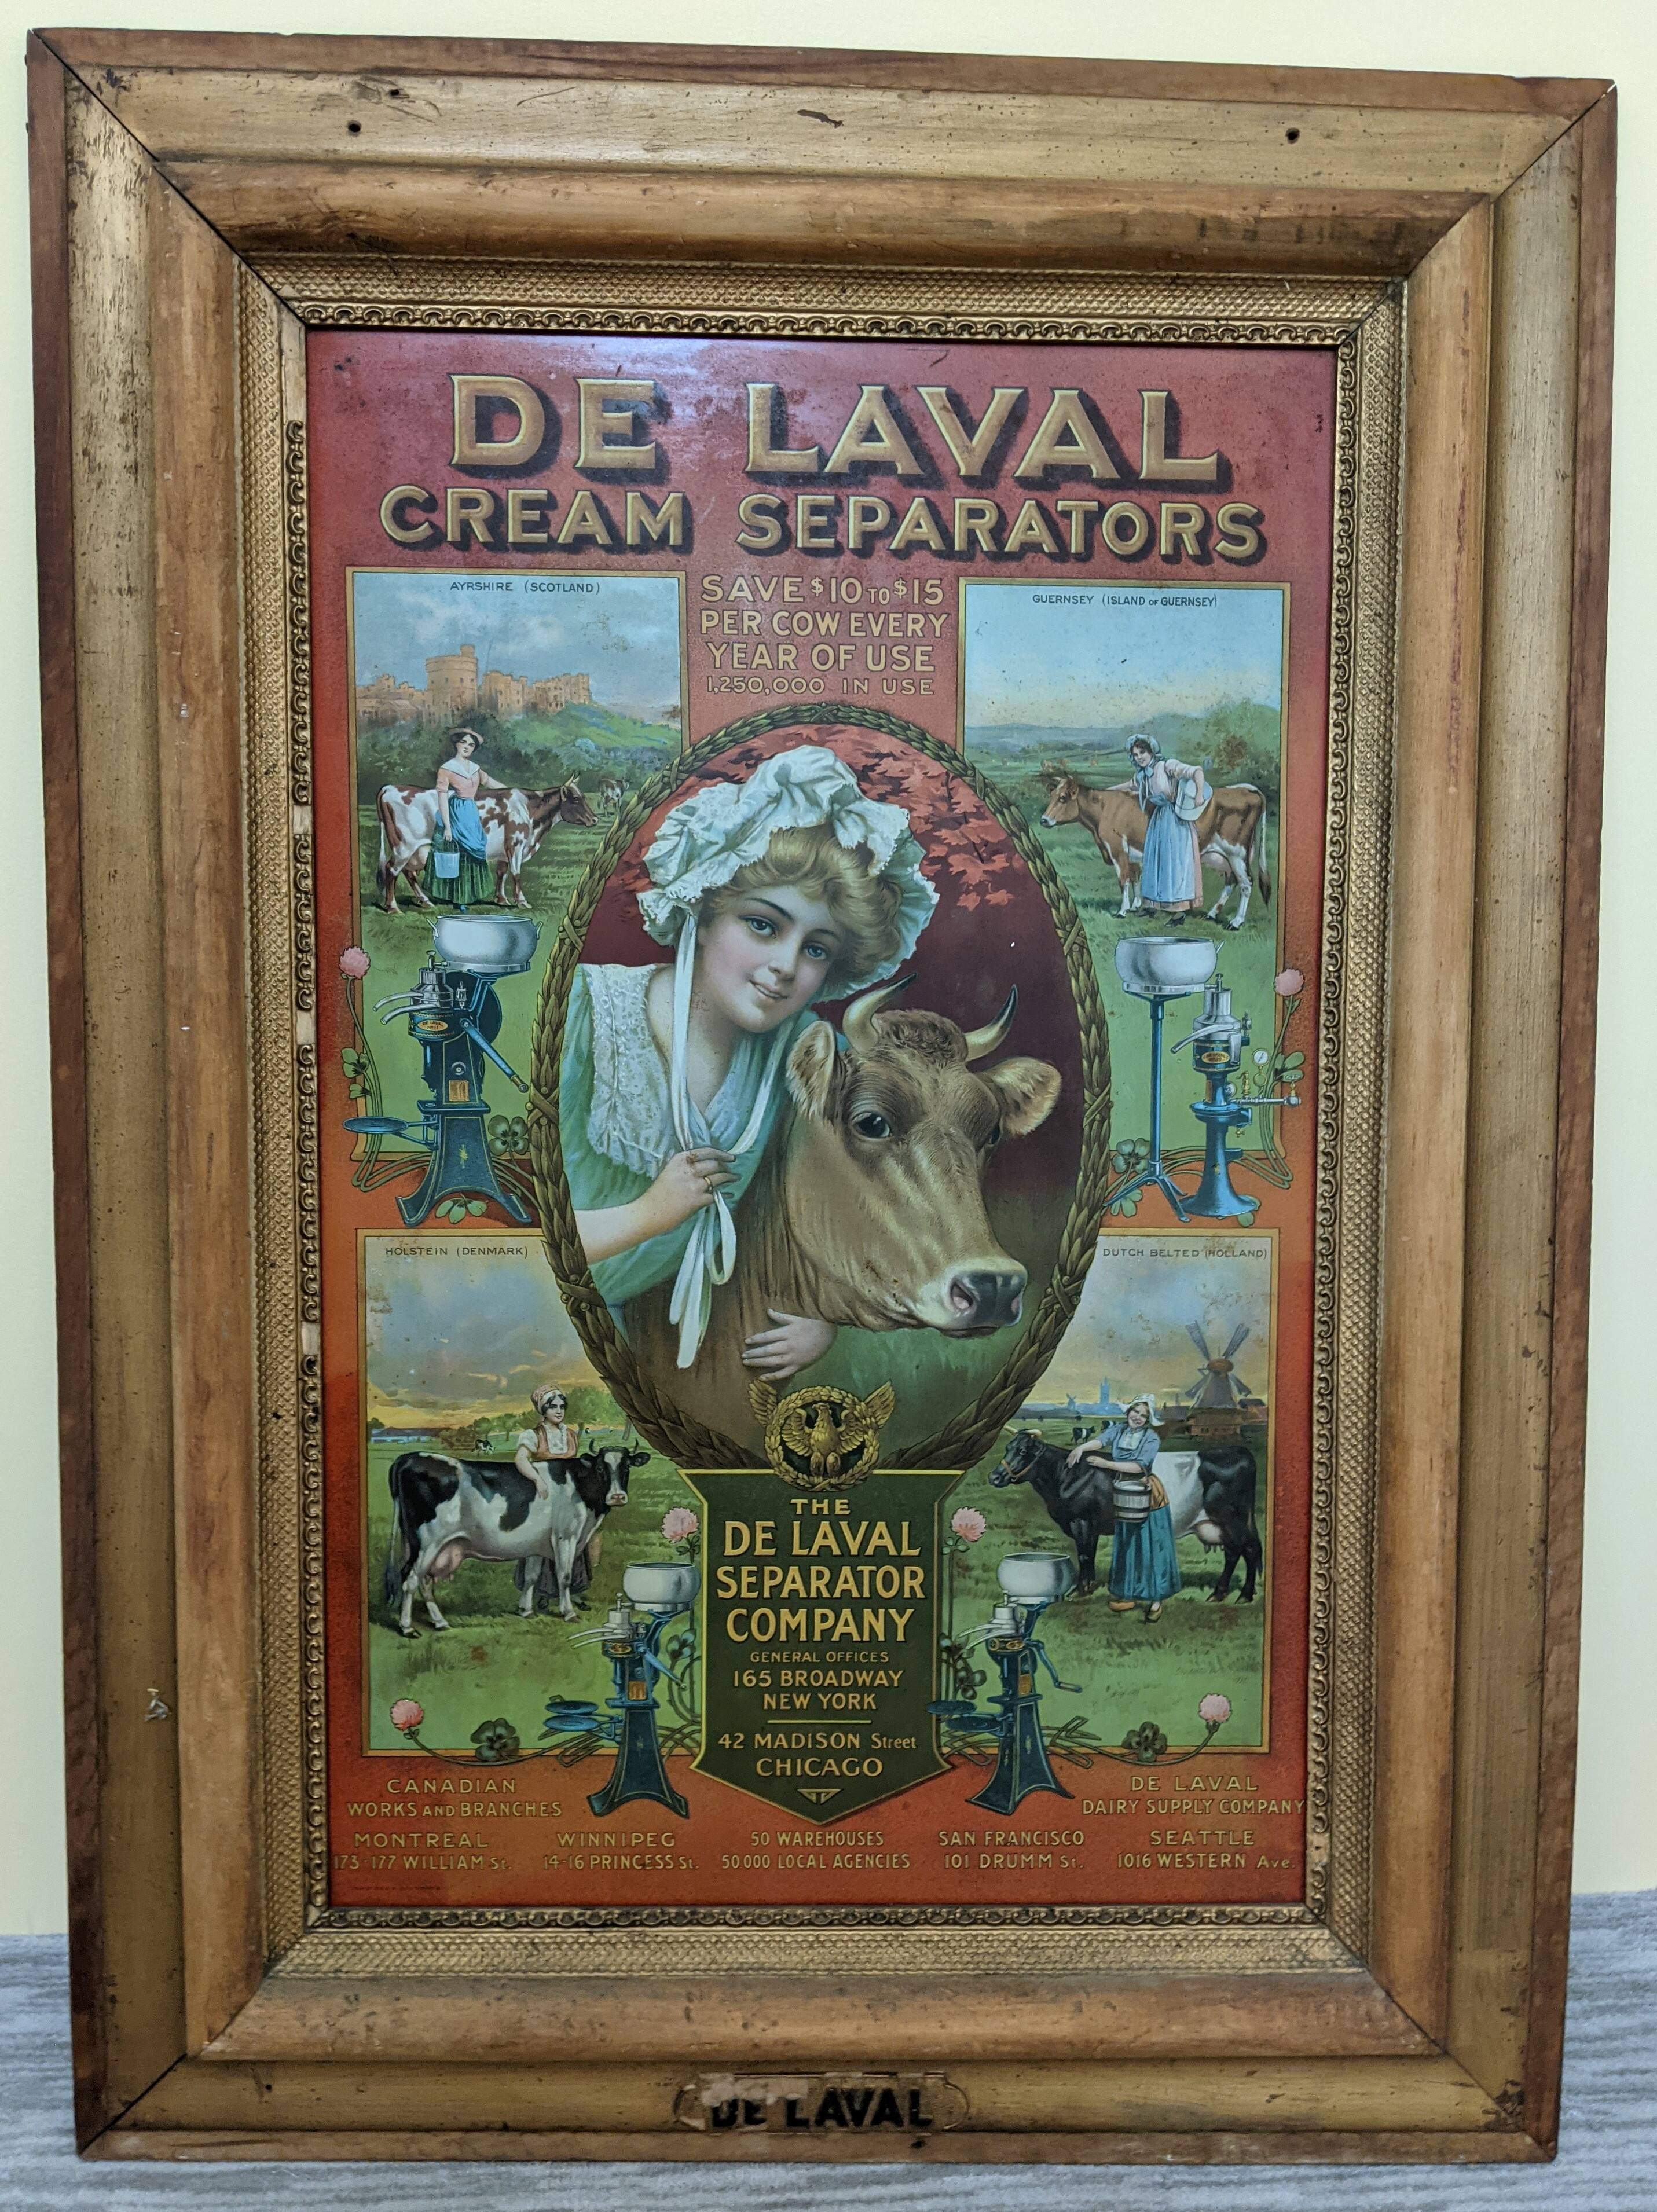 DE LAVAL
CREAM SEPARATORS
AYRSHIRE (SCOTLAND)
SAVE $10 TO $15
PER COW EVERY
YEAR OF USE
1,250,000 IN USE
GUERNSEY (ISLAND OF GUERNSEY)
HOLSTEIN (DENMARK)
DUTCH BELTED (HOLLAND)
THE
DE LAVAL
SEPARATOR
COMPANY
GENERAL OFFICES
165 BROADWAY
NEW YORK
42 MADISON Street
CHICAGO
CANADIAN
WORKS AND BRANCHES
DE LAVAL
DAIRY SUPPLY COMPANY
MONTREAL
173-177 WILLIAM St.
WINNIPEG
14-16 PRINCESS St.
50 WAREHOUSES
50000 LOCAL AGENCIES
SAN FRANCISCO
101 DRUMM St.
SEATTLE
1016 WESTERN Ave.
DE LAVAL